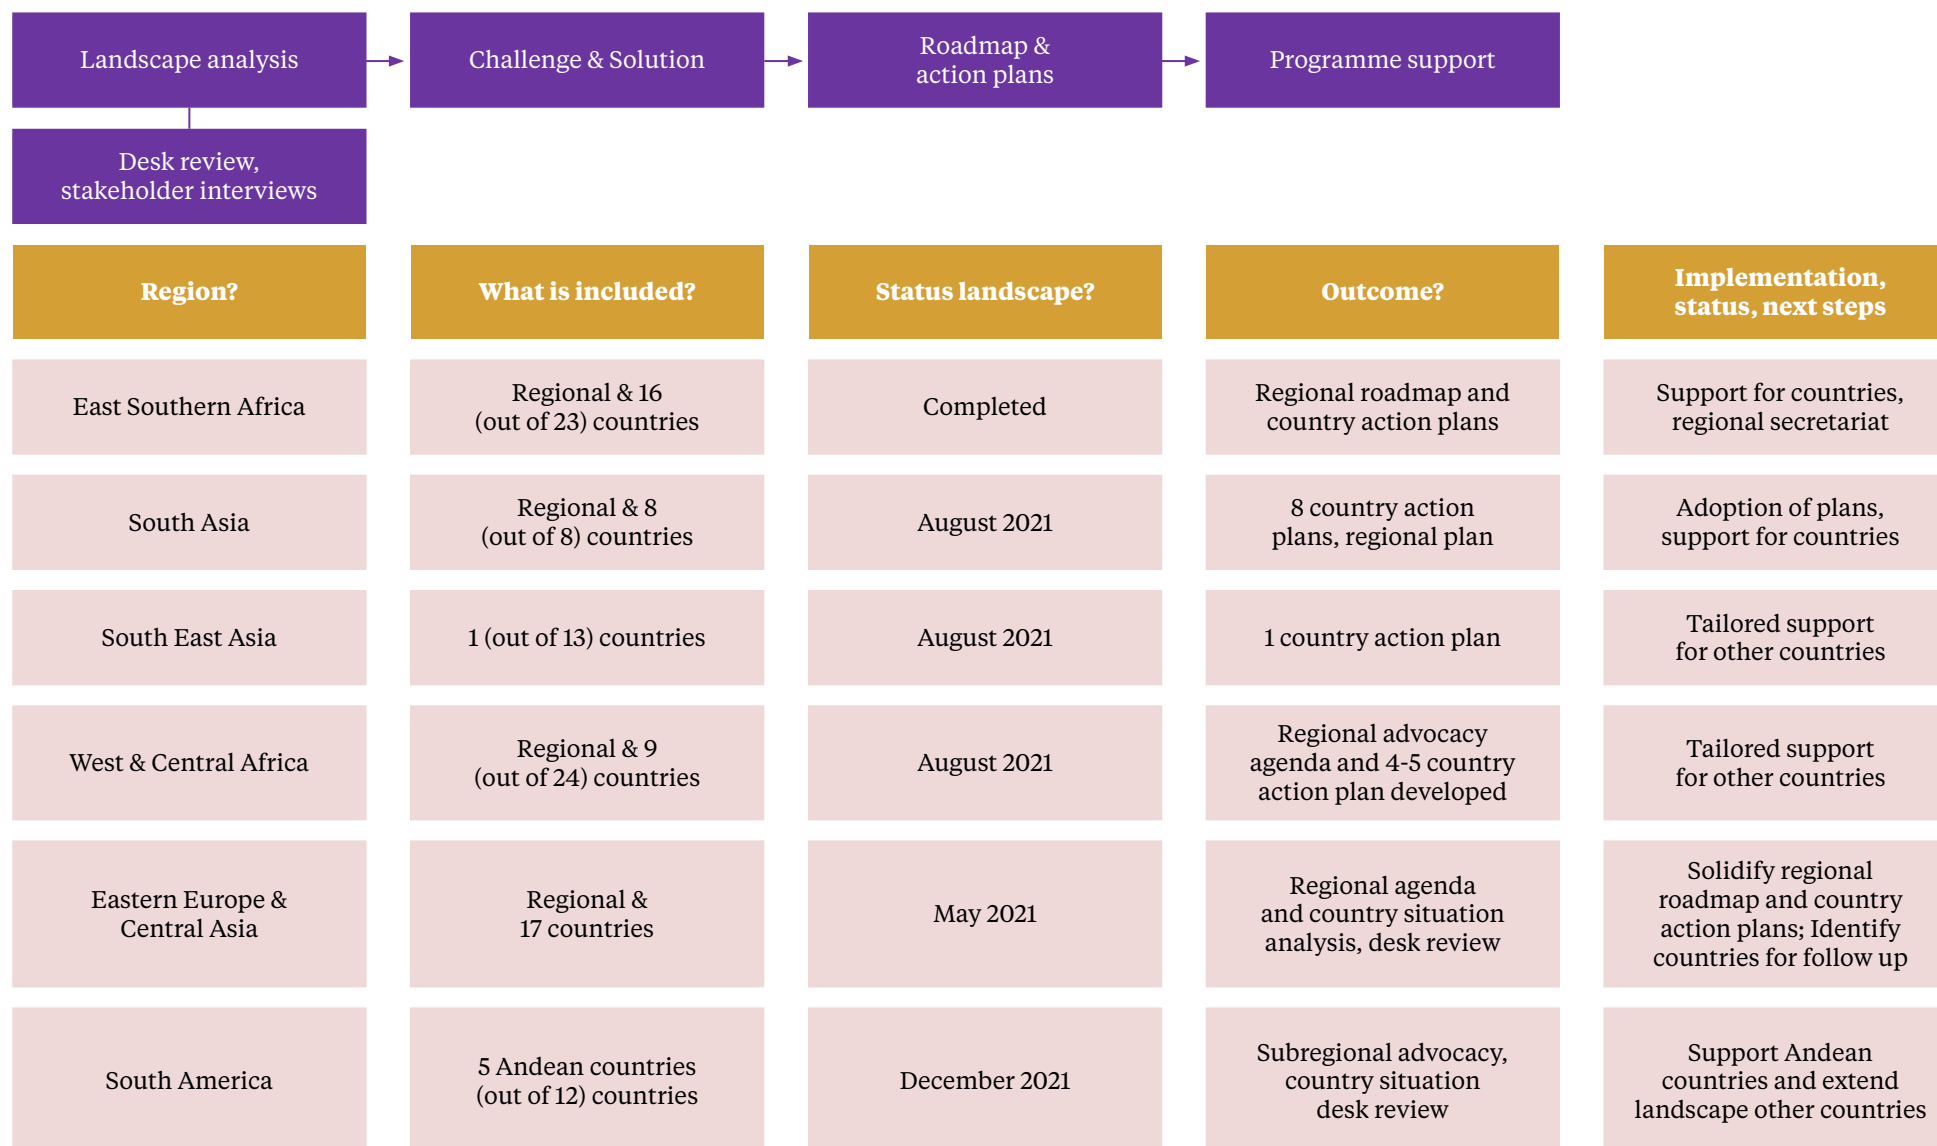 Landscape analysis
Challenge & Solution
Roadmap &
action plans
Programme support
Desk review,
stakeholder interviews
Region?
What is included?
Status landscape?
Outcome?
Implementation,
status, next steps
East Southern Africa
Regional & 16
(out of 23) countries
Completed
Regional roadmap and
country action plans
Support for countries,
regional secretariat
South Asia
Regional & 8
(out of 8) countries
August 2021
8 country action
plans, regional plan
Adoption of plans,
support for countries
South East Asia
1 (out of 13) countries
August 2021
1 country action plan
Tailored support
for other countries
West & Central Africa
Regional & 9
(out of 24) countries
August 2021
Regional advocacy
agenda and 4-5 country
action plan developed
Tailored support
for other countries
Eastern Europe &
Central Asia
Regional &
17 countries
May 2021
Regional agenda
and country situation
analysis, desk review
Solidify regional
roadmap and country
action plans; Identify
countries for follow up
South America
5 Andean countries
(out of 12) countries
December 2021
Subregional advocacy,
country situation
desk review
Support Andean
countries and extend
landscape other countries